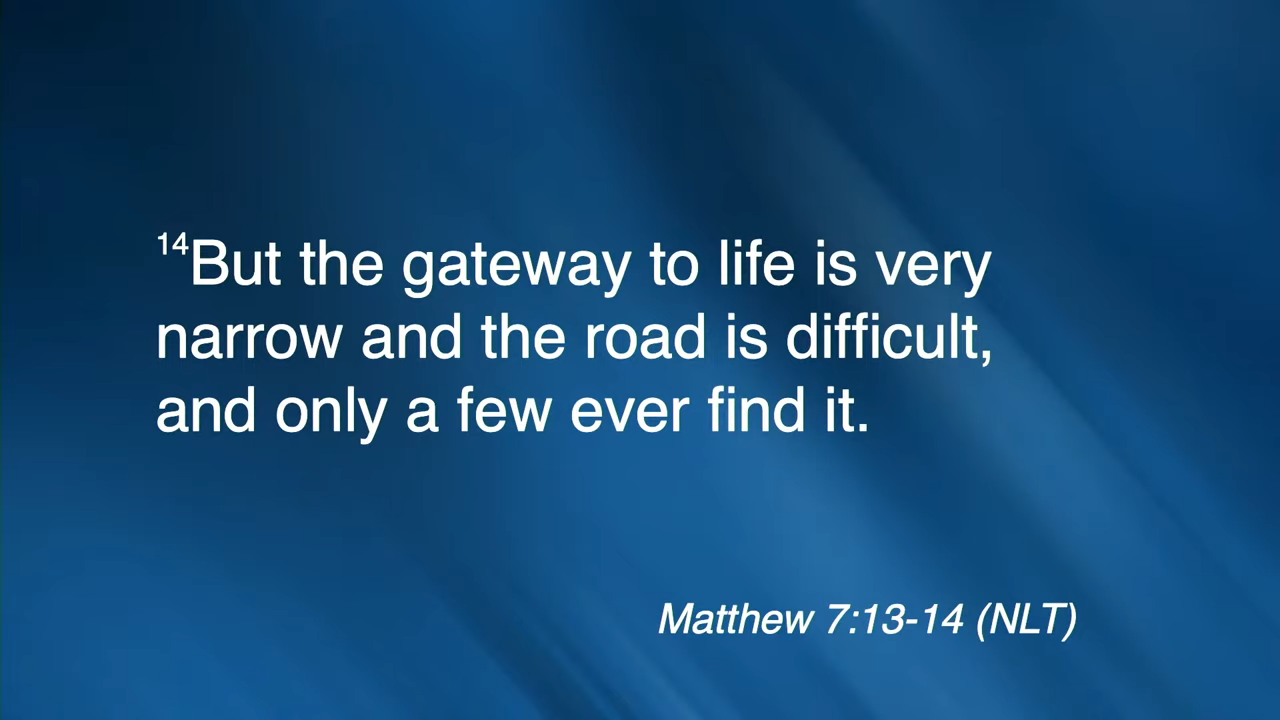 ¹⁴But the gateway to life is very
narrow and the road is difficult,
and only a few ever find it.
Matthew 7:13-14 (NLT)